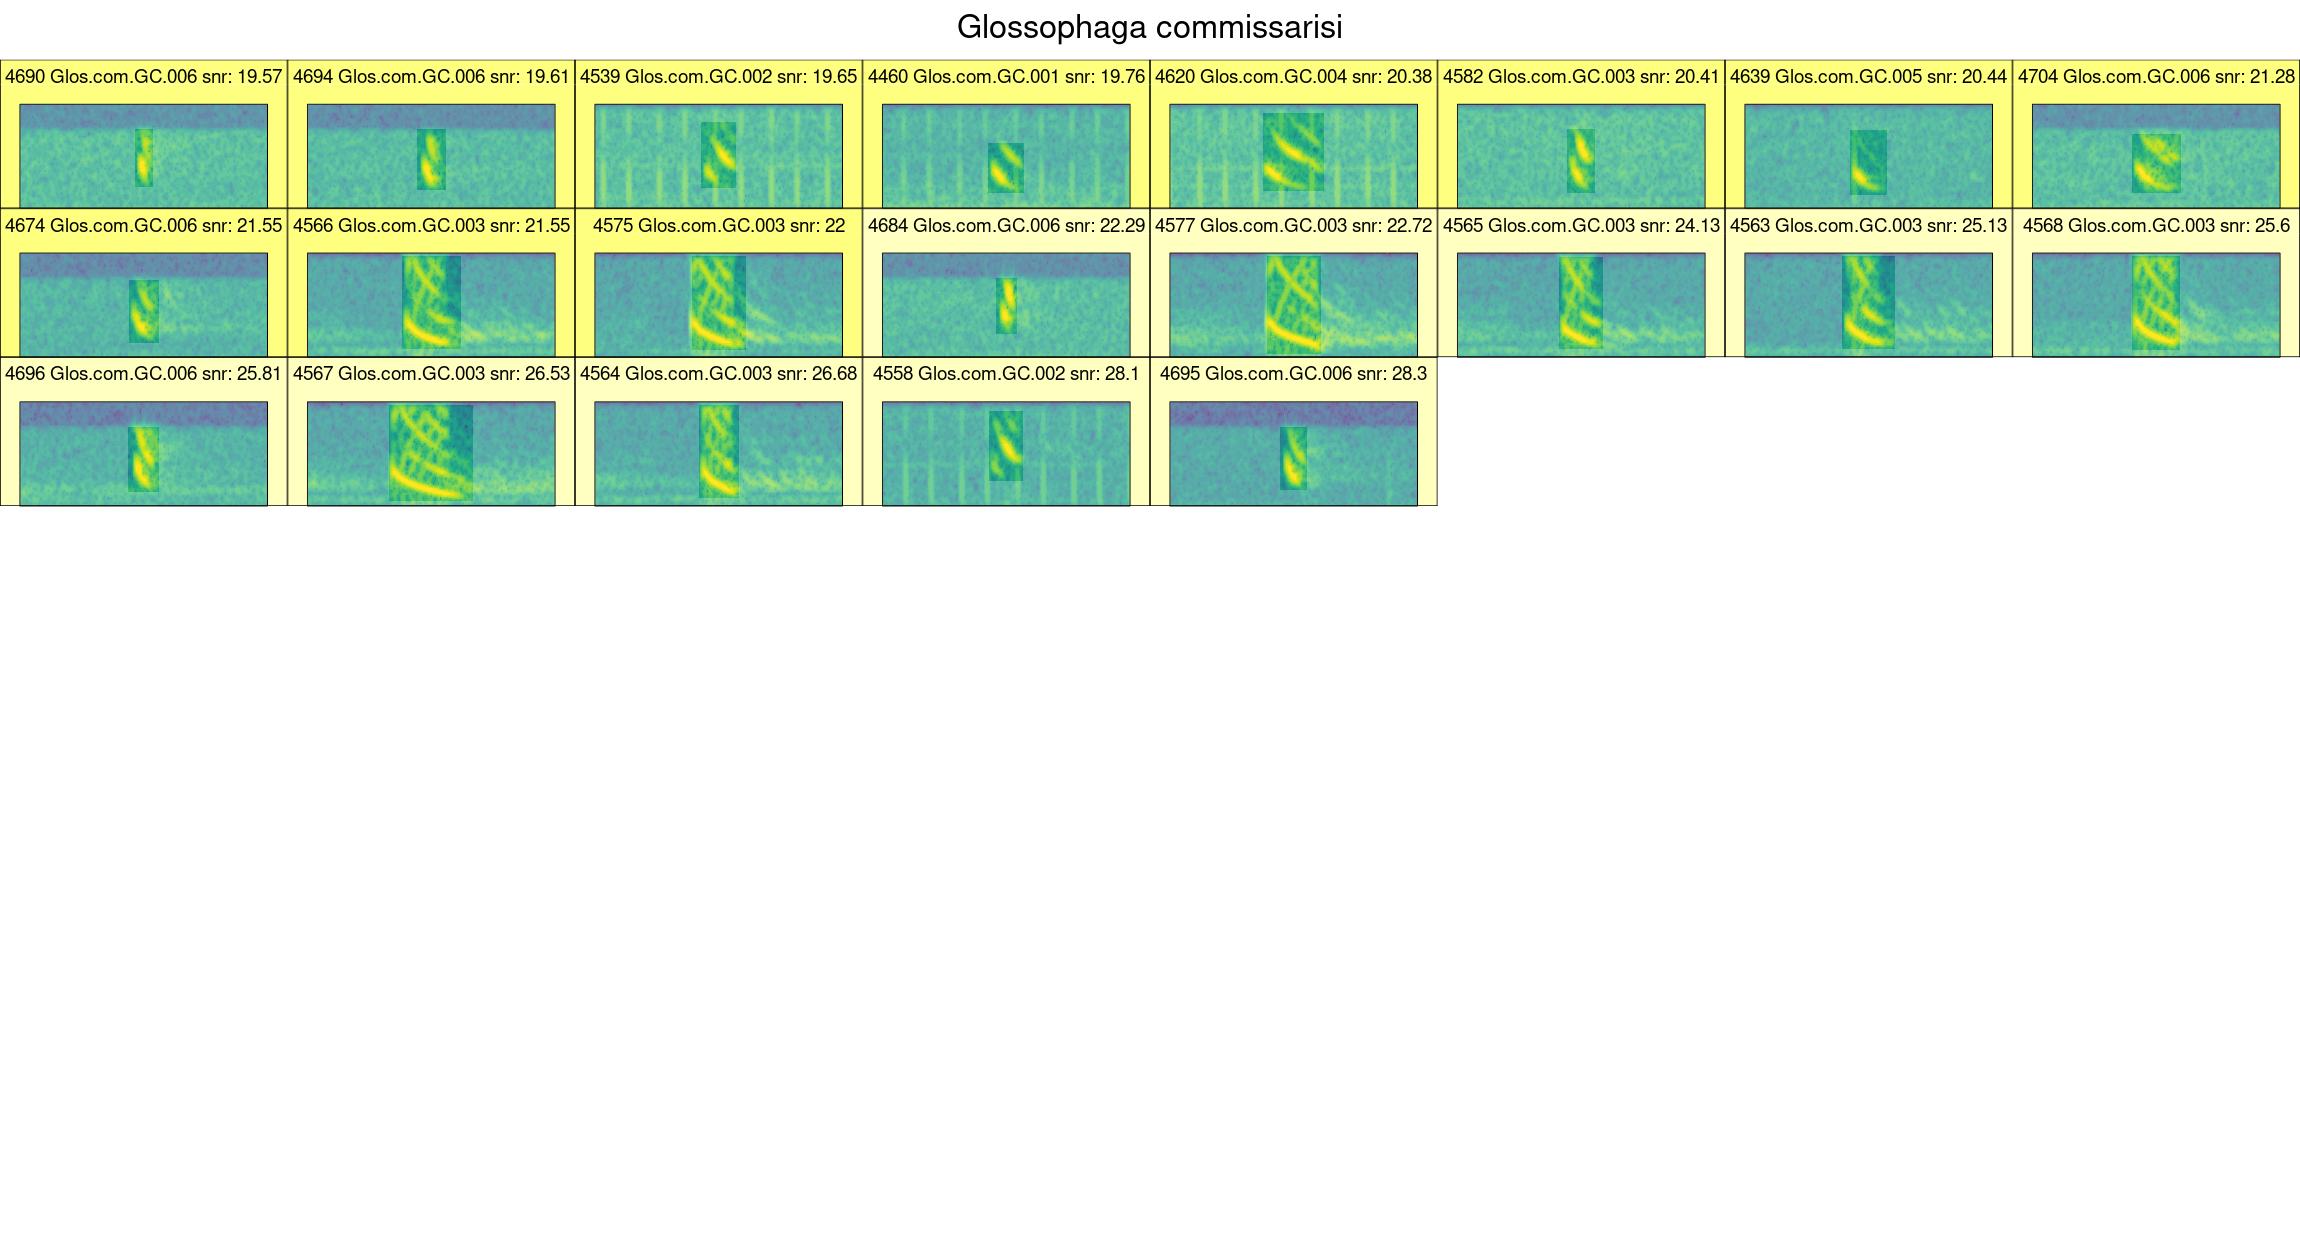 Glossophaga commissarisi
4690 Glos.com.GC.006 snr: 19.57
4694 Glos.com.GC.006 snr: 19.61
4539 Glos.com.GC.002 snr: 19.65
4460 Glos.com.GC.001 snr: 19.76
4620 Glos.com.GC.004 snr: 20.38
4582 Glos.com.GC.003 snr: 20.41
4639 Glos.com.GC.005 snr: 20.44
4704 Glos.com.GC.006 snr: 21.28
4674 Glos.com.GC.006 snr: 21.55
4566 Glos.com.GC.003 snr: 21.55
4575 Glos.com.GC.003 snr: 22
4684 Glos.com.GC.006 snr: 22.29
4577 Glos.com.GC.003 snr: 22.72
4565 Glos.com.GC.003 snr: 24.13
4563 Glos.com.GC.003 snr: 25.13
4568 Glos.com.GC.003 snr: 25.6
4696 Glos.com.GC.006 snr: 25.81
4567 Glos.com.GC.003 snr: 26.53
4564 Glos.com.GC.003 snr: 26.68
4558 Glos.com.GC.002 snr: 28.1
4695 Glos.com.GC.006 snr: 28.3